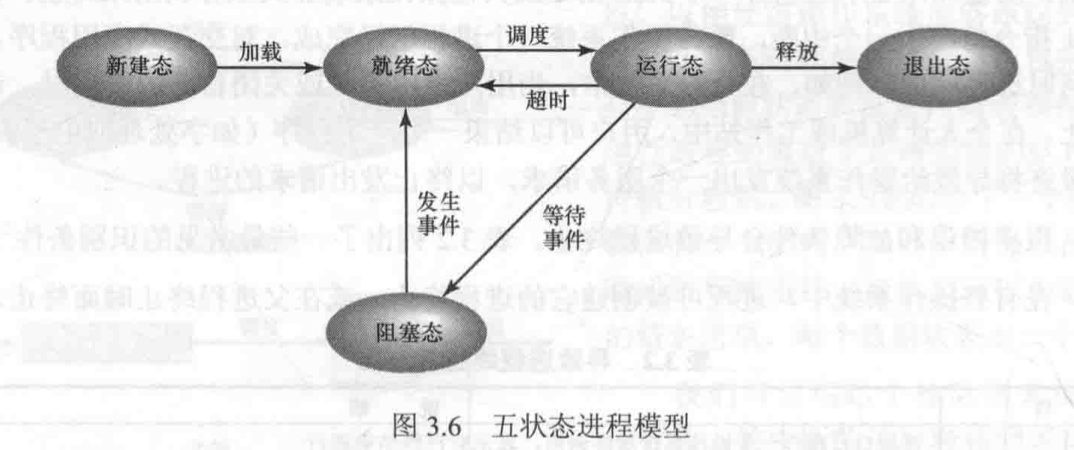 新建态
加载
就绪态
调度
超时
运行态
释放
退出态
发生
事件
等待
事件
阻塞态
图 3.6 五状态进程模型